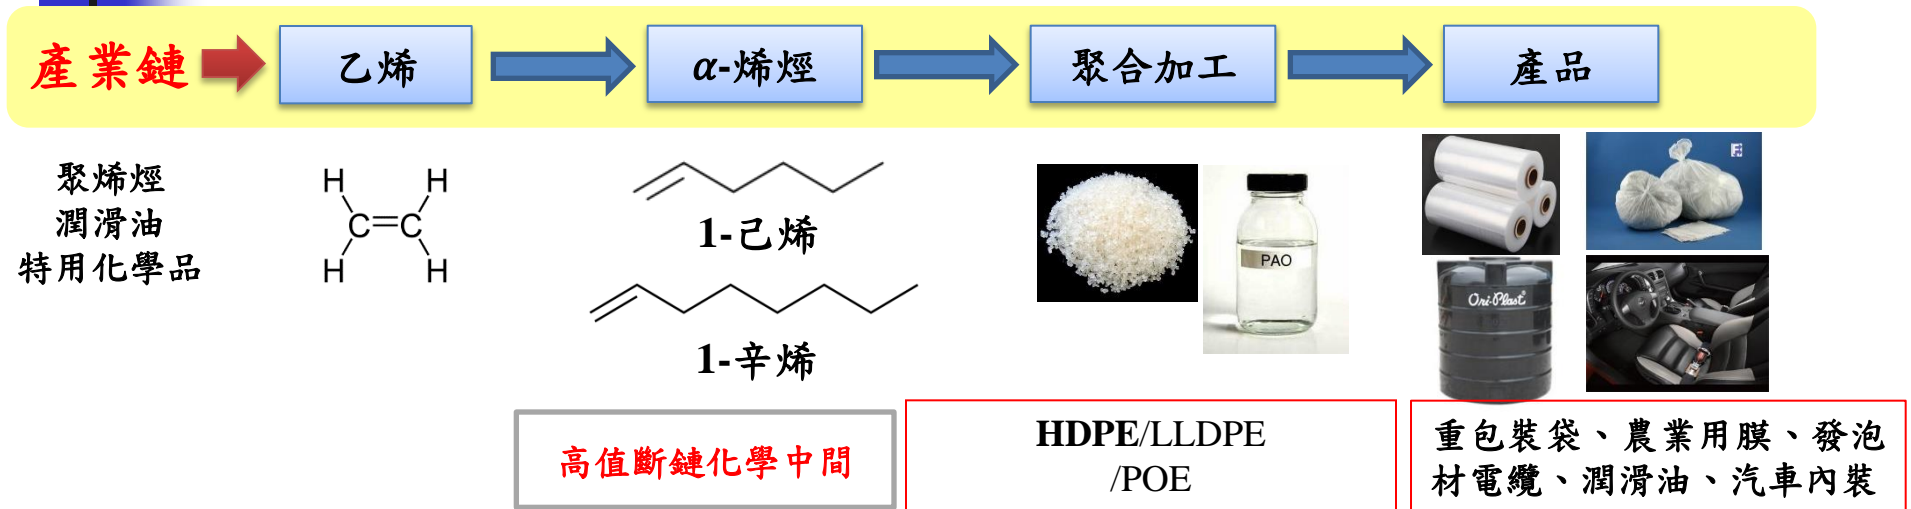 產業鏈
乙烯
α-烯烴
聚合加工
產品
聚烯烴
潤滑油
特用化學品
H
H
C=C
H
H
1-己烯
1-辛烯
PAO
Ori-Plast
高值斷鏈化學中間
HDPE/LLDPE
/POE
重包裝袋、農業用膜、發泡
材電纜、潤滑油、汽車內裝